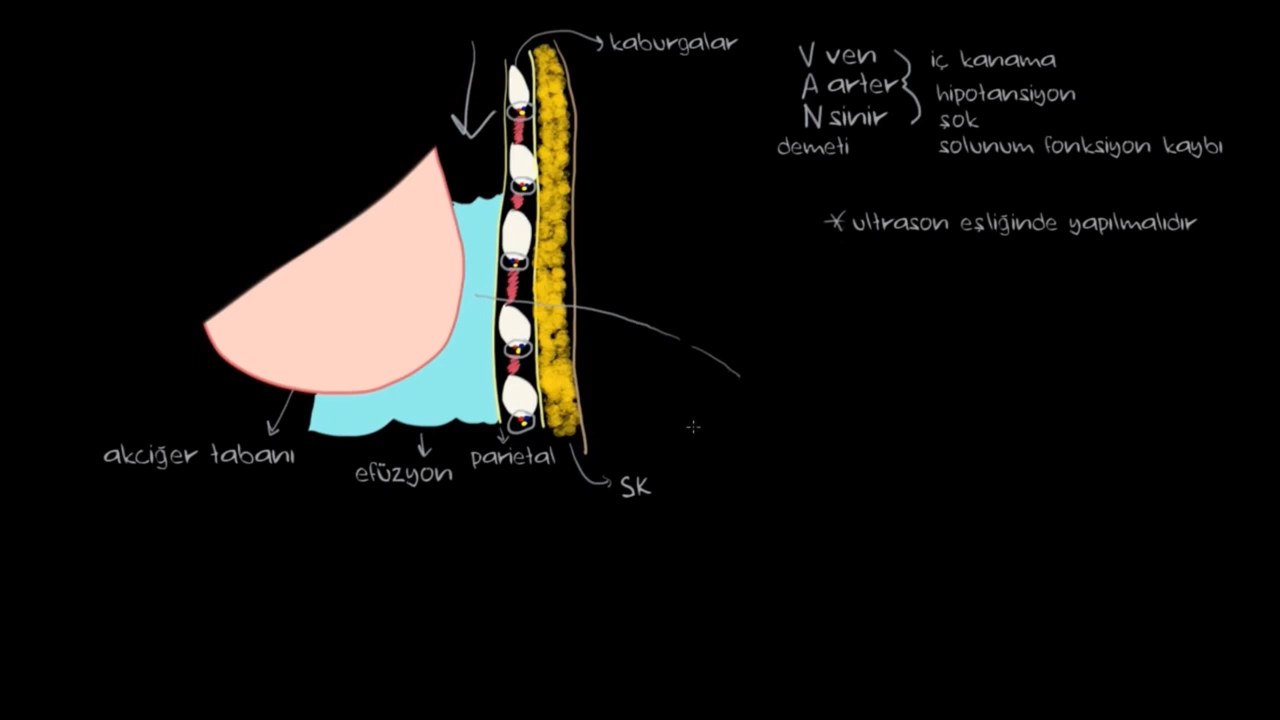 kaburgalar
V ven
A arter
N sinir
demeti
iç kanama
hipotansiyon
şok
solunum fonksiyon kaybı
* ultrason eşliğinde yapılmalıdır
akciğer tabanı
efüzyon
parietal
SK